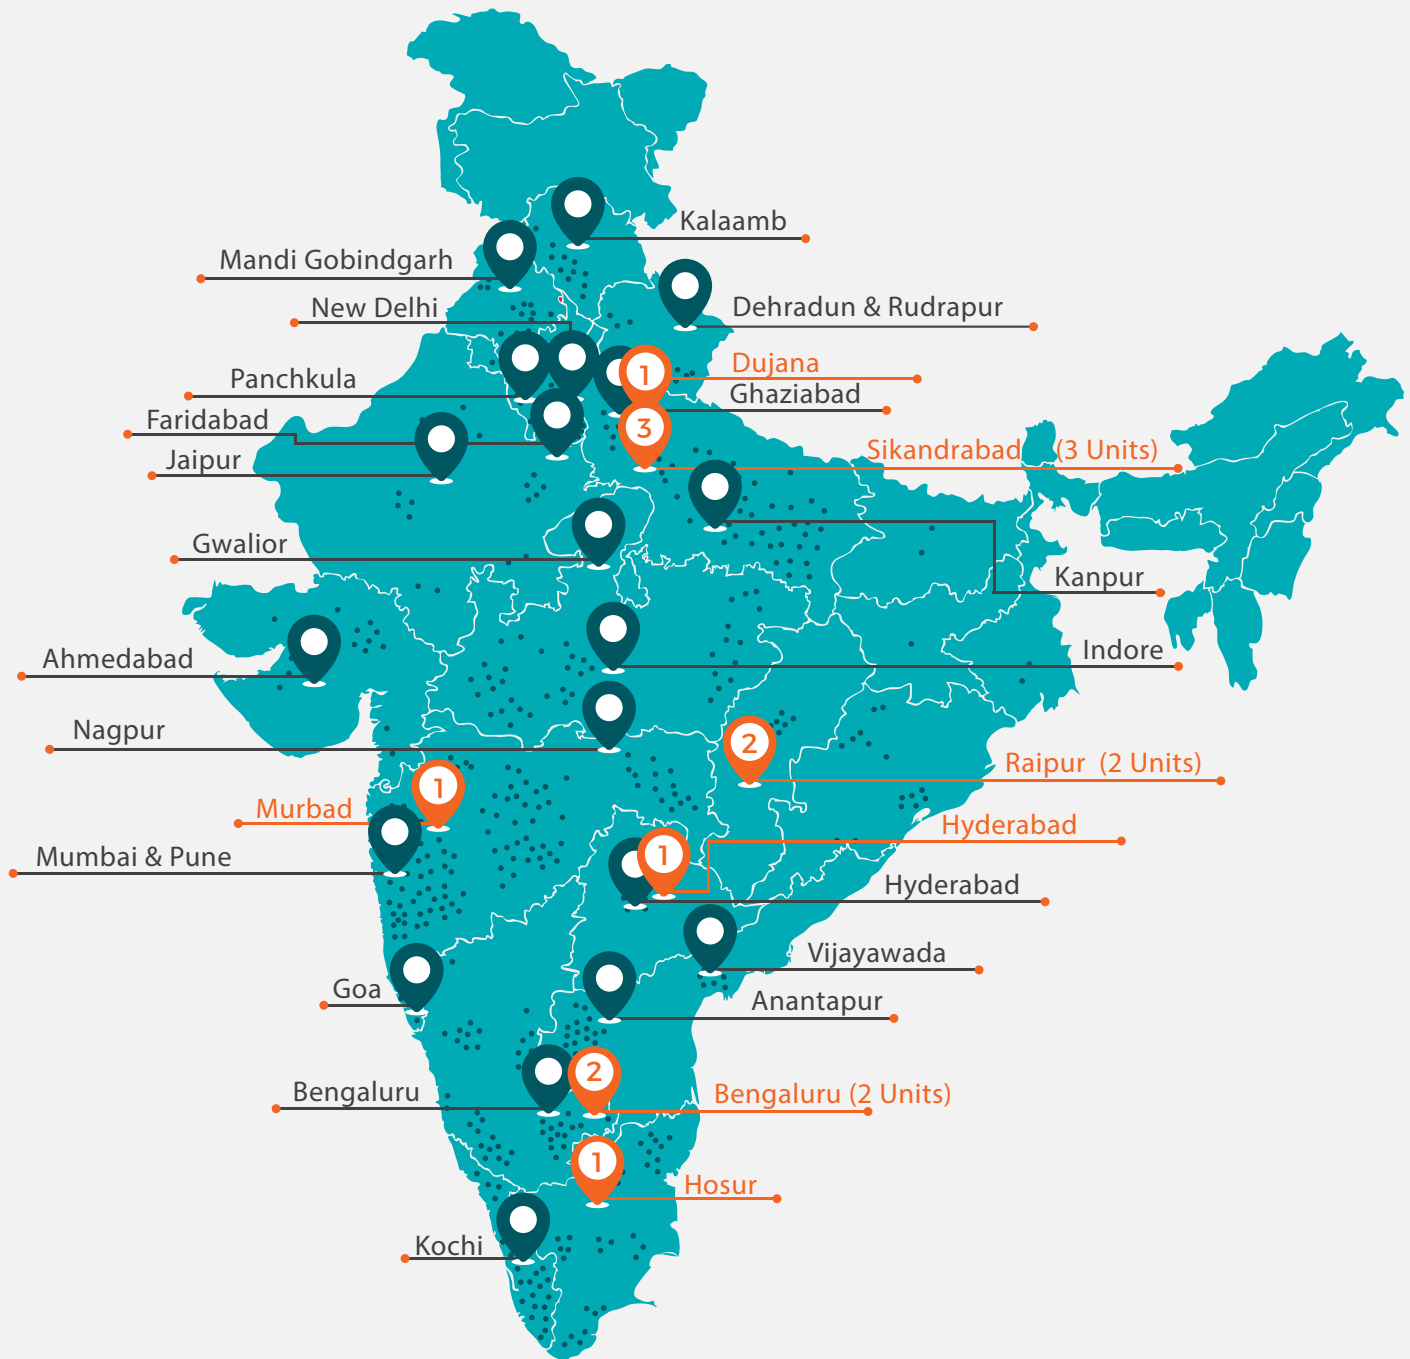 Kalaamb
Mandi Gobindgarh
New Delhi
Dehradun & Rudrapur
1
Dujana
Panchkula
Ghaziabad
Faridabad
3
Sikandrabad (3 Units)
Jaipur
Gwalior
Kanpur
Ahmedabad
Indore
Nagpur
2
Raipur (2 Units)
1
Murbad
Hyderabad
Mumbai & Pune
1
Hyderabad
Vijayawada
Goa
Anantapur
2
Bengaluru
Bengaluru (2 Units)
1
Hosur
Kochi